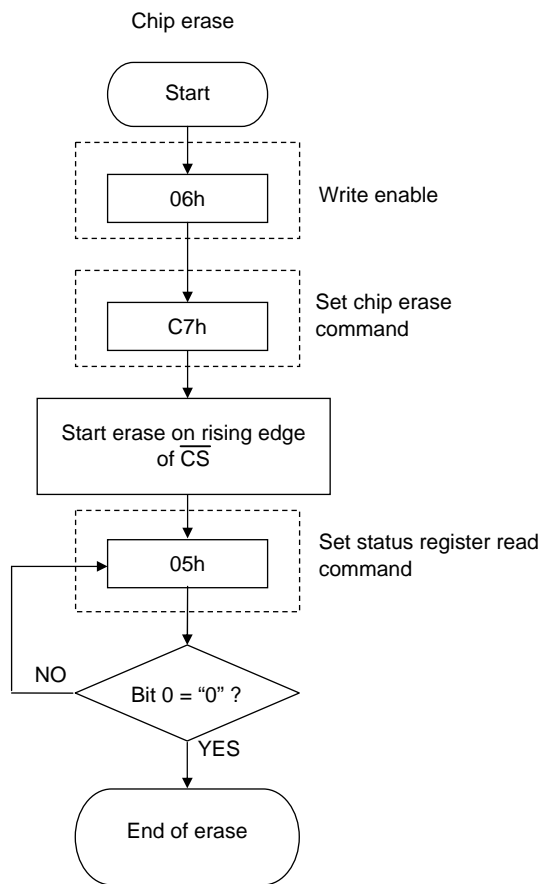 Chip erase
Start
06h
Write enable
C7h
Set chip erase
command
Start erase on rising edge
of C̅S̅
05h
Set status register read
command
NO
Bit 0 = “0” ?
YES
End of erase